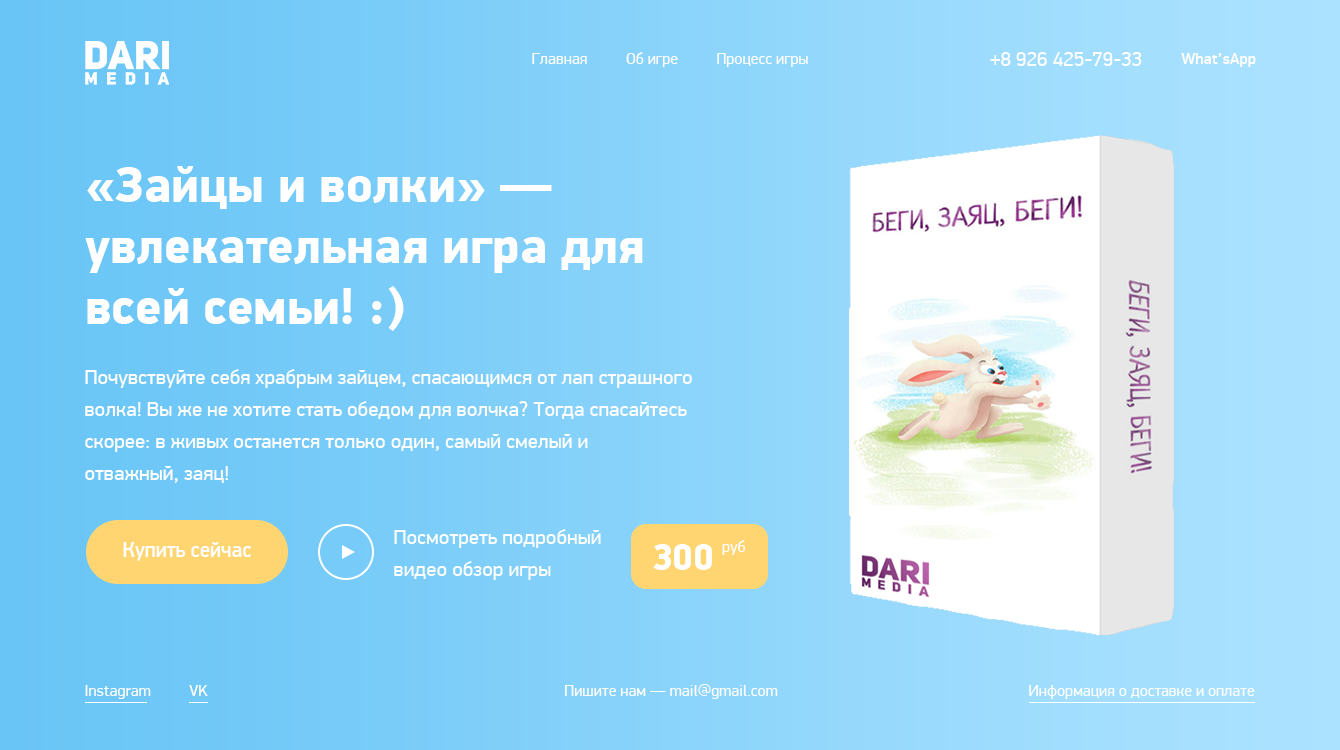 DARI
MEDIA
Главная
Об игре
Процесс игры
+8 926 425-79-33
What'sApp
«Зайцы и волки» —
увлекательная игра для
всей семьи! :)
Почувствуйте себя храбрым зайцем, спасающимся от лап страшного
волка! Вы же не хотите стать обедом для волчка? Тогда спасайтесь
скорее: в живых останется только один, самый смелый и
отважный, заяц!
Купить сейчас
Посмотреть подробный
видео обзор игры
300 руб
БЕГИ, ЗАЯЦ, БЕГИ!
БЕГИ, ЗАЯЦ, БЕГИ!
DARI
MEDIA
Instagram
VK
Пишите нам — mail@gmail.com
Информация о доставке и оплате